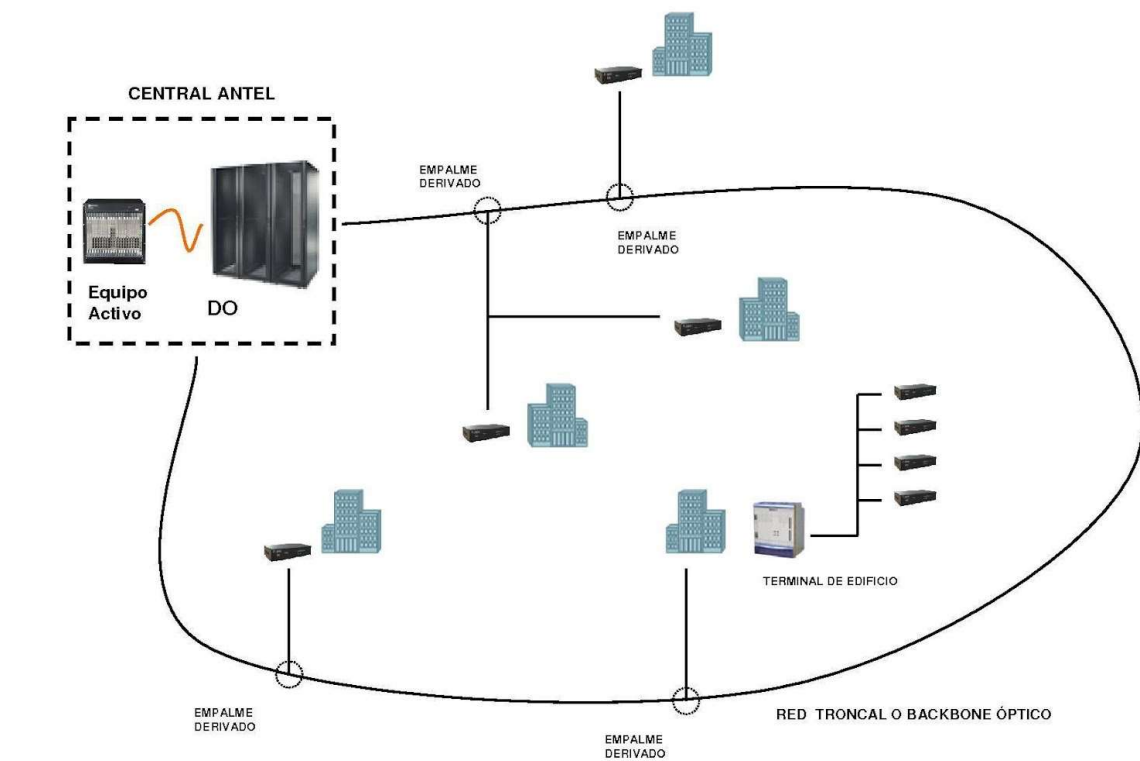 CENTRAL ANTEL
EMPALME
DERIVADO
EMPALME
DERIVADO
Equipo
Activo
DO
TERMINAL DE EDIFICIO
EMPALME
DERIVADO
RED TRONCAL O BACKBONE ÓPTICO
EMPALME
DERIVADO